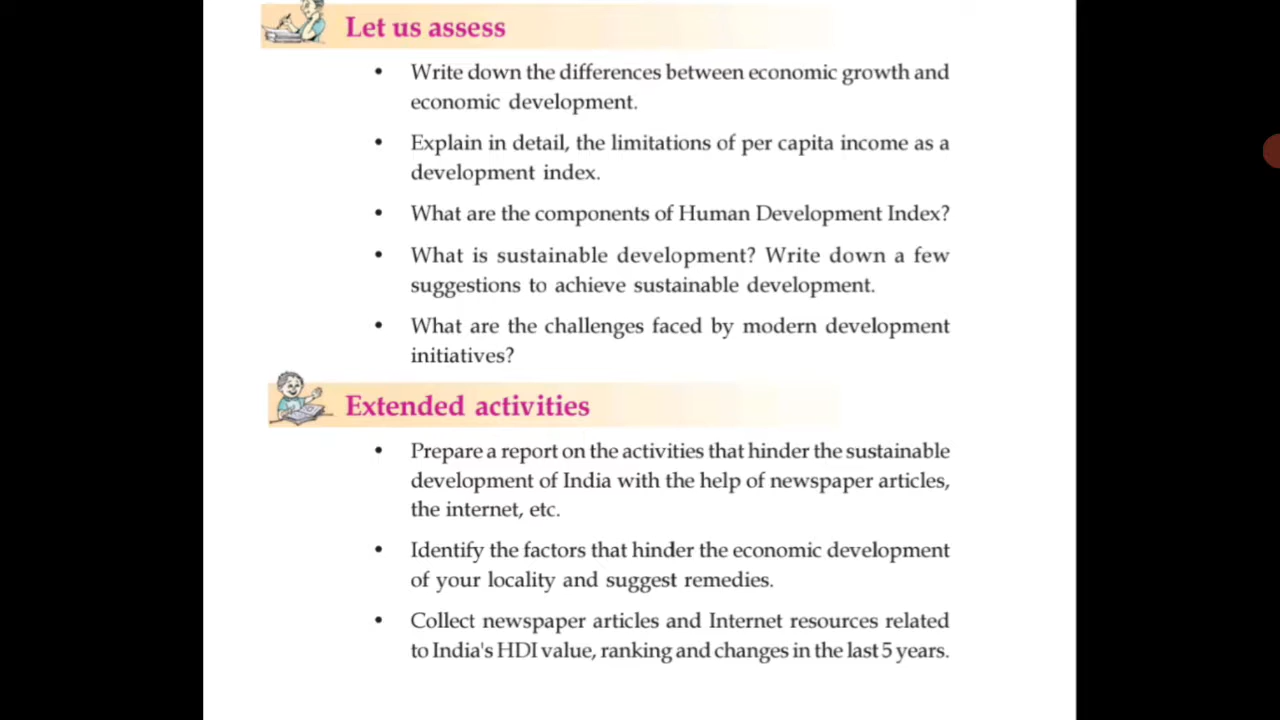 Let us assess
• Write down the differences between economic growth and
economic development.
• Explain in detail, the limitations of per capita income as a
development index.
• What are the components of Human Development Index?
• What is sustainable development? Write down a few
suggestions to achieve sustainable development.
• What are the challenges faced by modern development
initiatives?
Extended activities
• Prepare a report on the activities that hinder the sustainable
development of India with the help of newspaper articles,
the internet, etc.
• Identify the factors that hinder the economic development
of your locality and suggest remedies.
• Collect newspaper articles and Internet resources related
to India's HDI value, ranking and changes in the last 5 years.